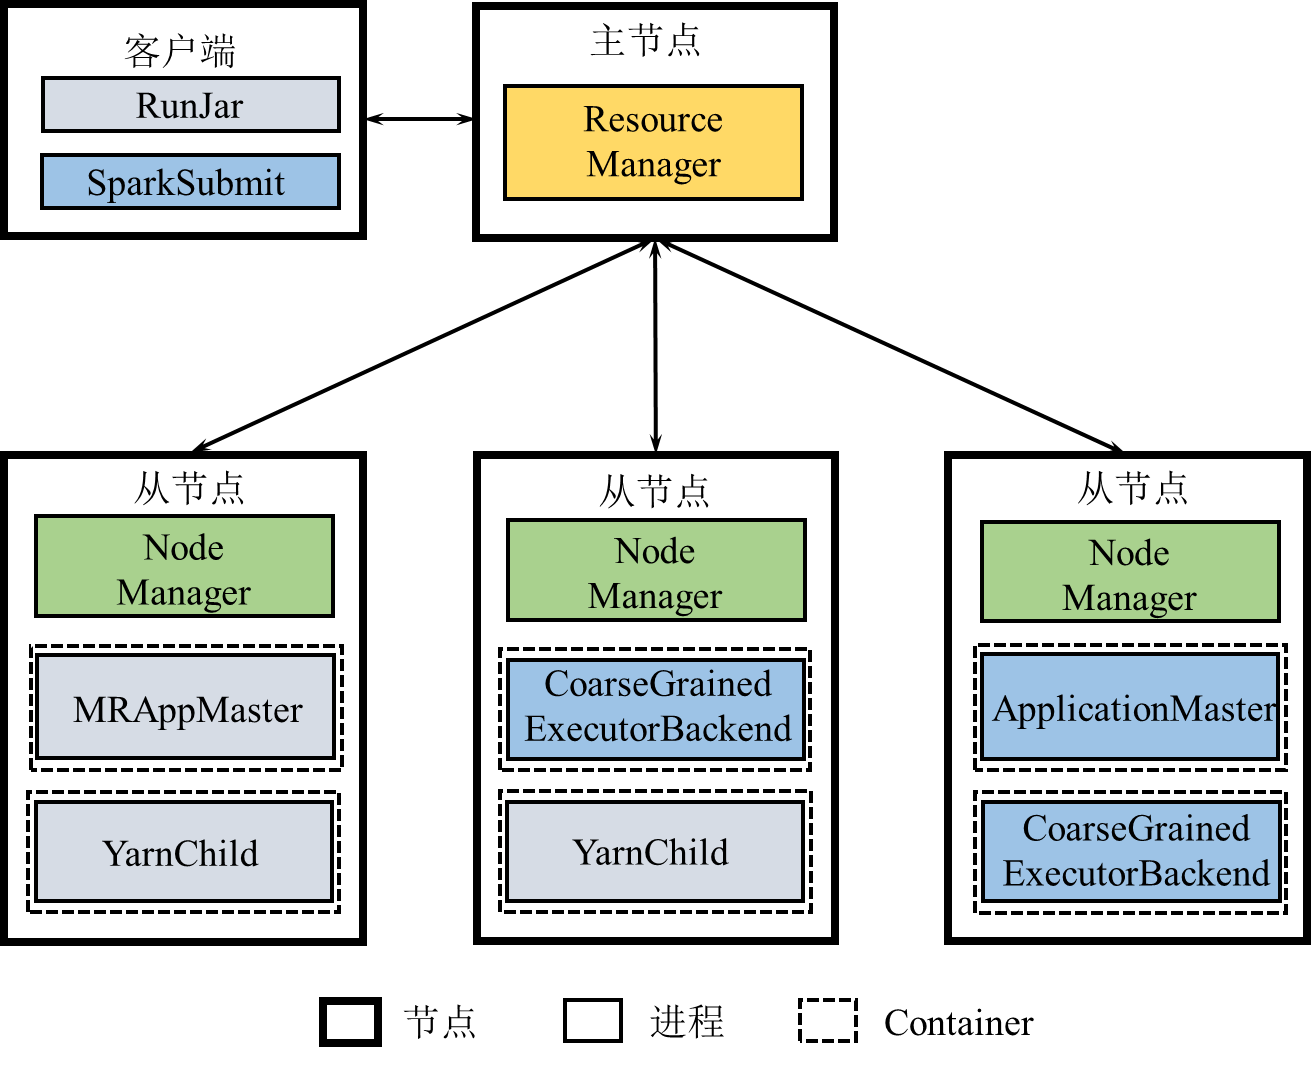 客户端
RunJar
SparkSubmit
主节点
Resource
Manager
从节点
Node
Manager
MRAppMaster
YarnChild
从节点
Node
Manager
CoarseGrained
ExecutorBackend
YarnChild
从节点
Node
Manager
ApplicationMaster
CoarseGrained
ExecutorBackend
节点
进程
Container